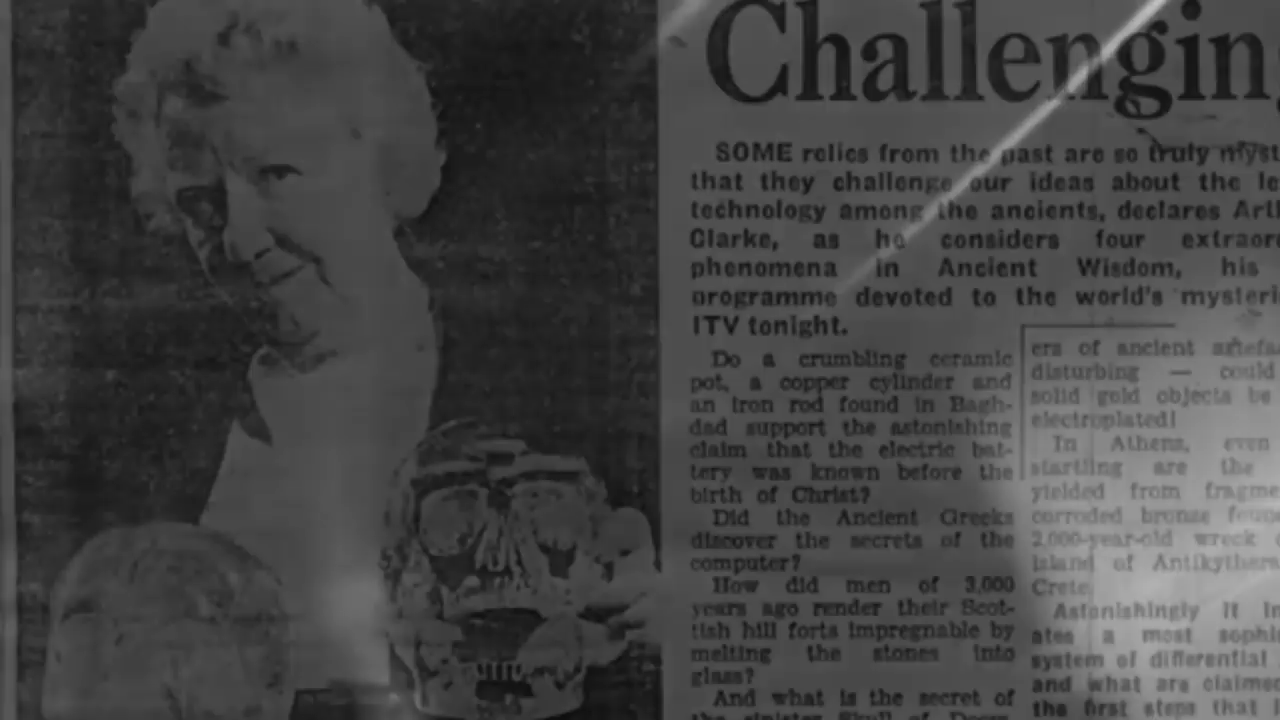 Challengin
SOME relics from the past are so truly myst
that they challenge our ideas about the le
technology among the ancients, declares Art
Clarke, as he considers four extraor
phenomena in Ancient Wisdom, his
programme devoted to the world's mysteri
ITV tonight.
Do a crumbling ceramic
pot, a copper cylinder and
an iron rod found in Bagh-
dad support the astonishing
claim that the electric bat-
tery was known before the
birth of Christ?
Did the Ancient Greeks
discover the secrets of the
computer?
How did men of 3,000
years ago render their Scot-
tish hill forts impregnable by
melting the stones into
glass?
And what is the secret of
the sinister Skull of Doom,
ers of ancient artefa
disturbing — could
solid gold objects be
electroplated!
In Athens, even
startling are the
yielded from fragme
corroded bronze foun
2,000-year-old wreck
island of Antikythera
Crete.
Astonishingly it in
ates a most sophi
system of differential
and what are claimed
the first steps that